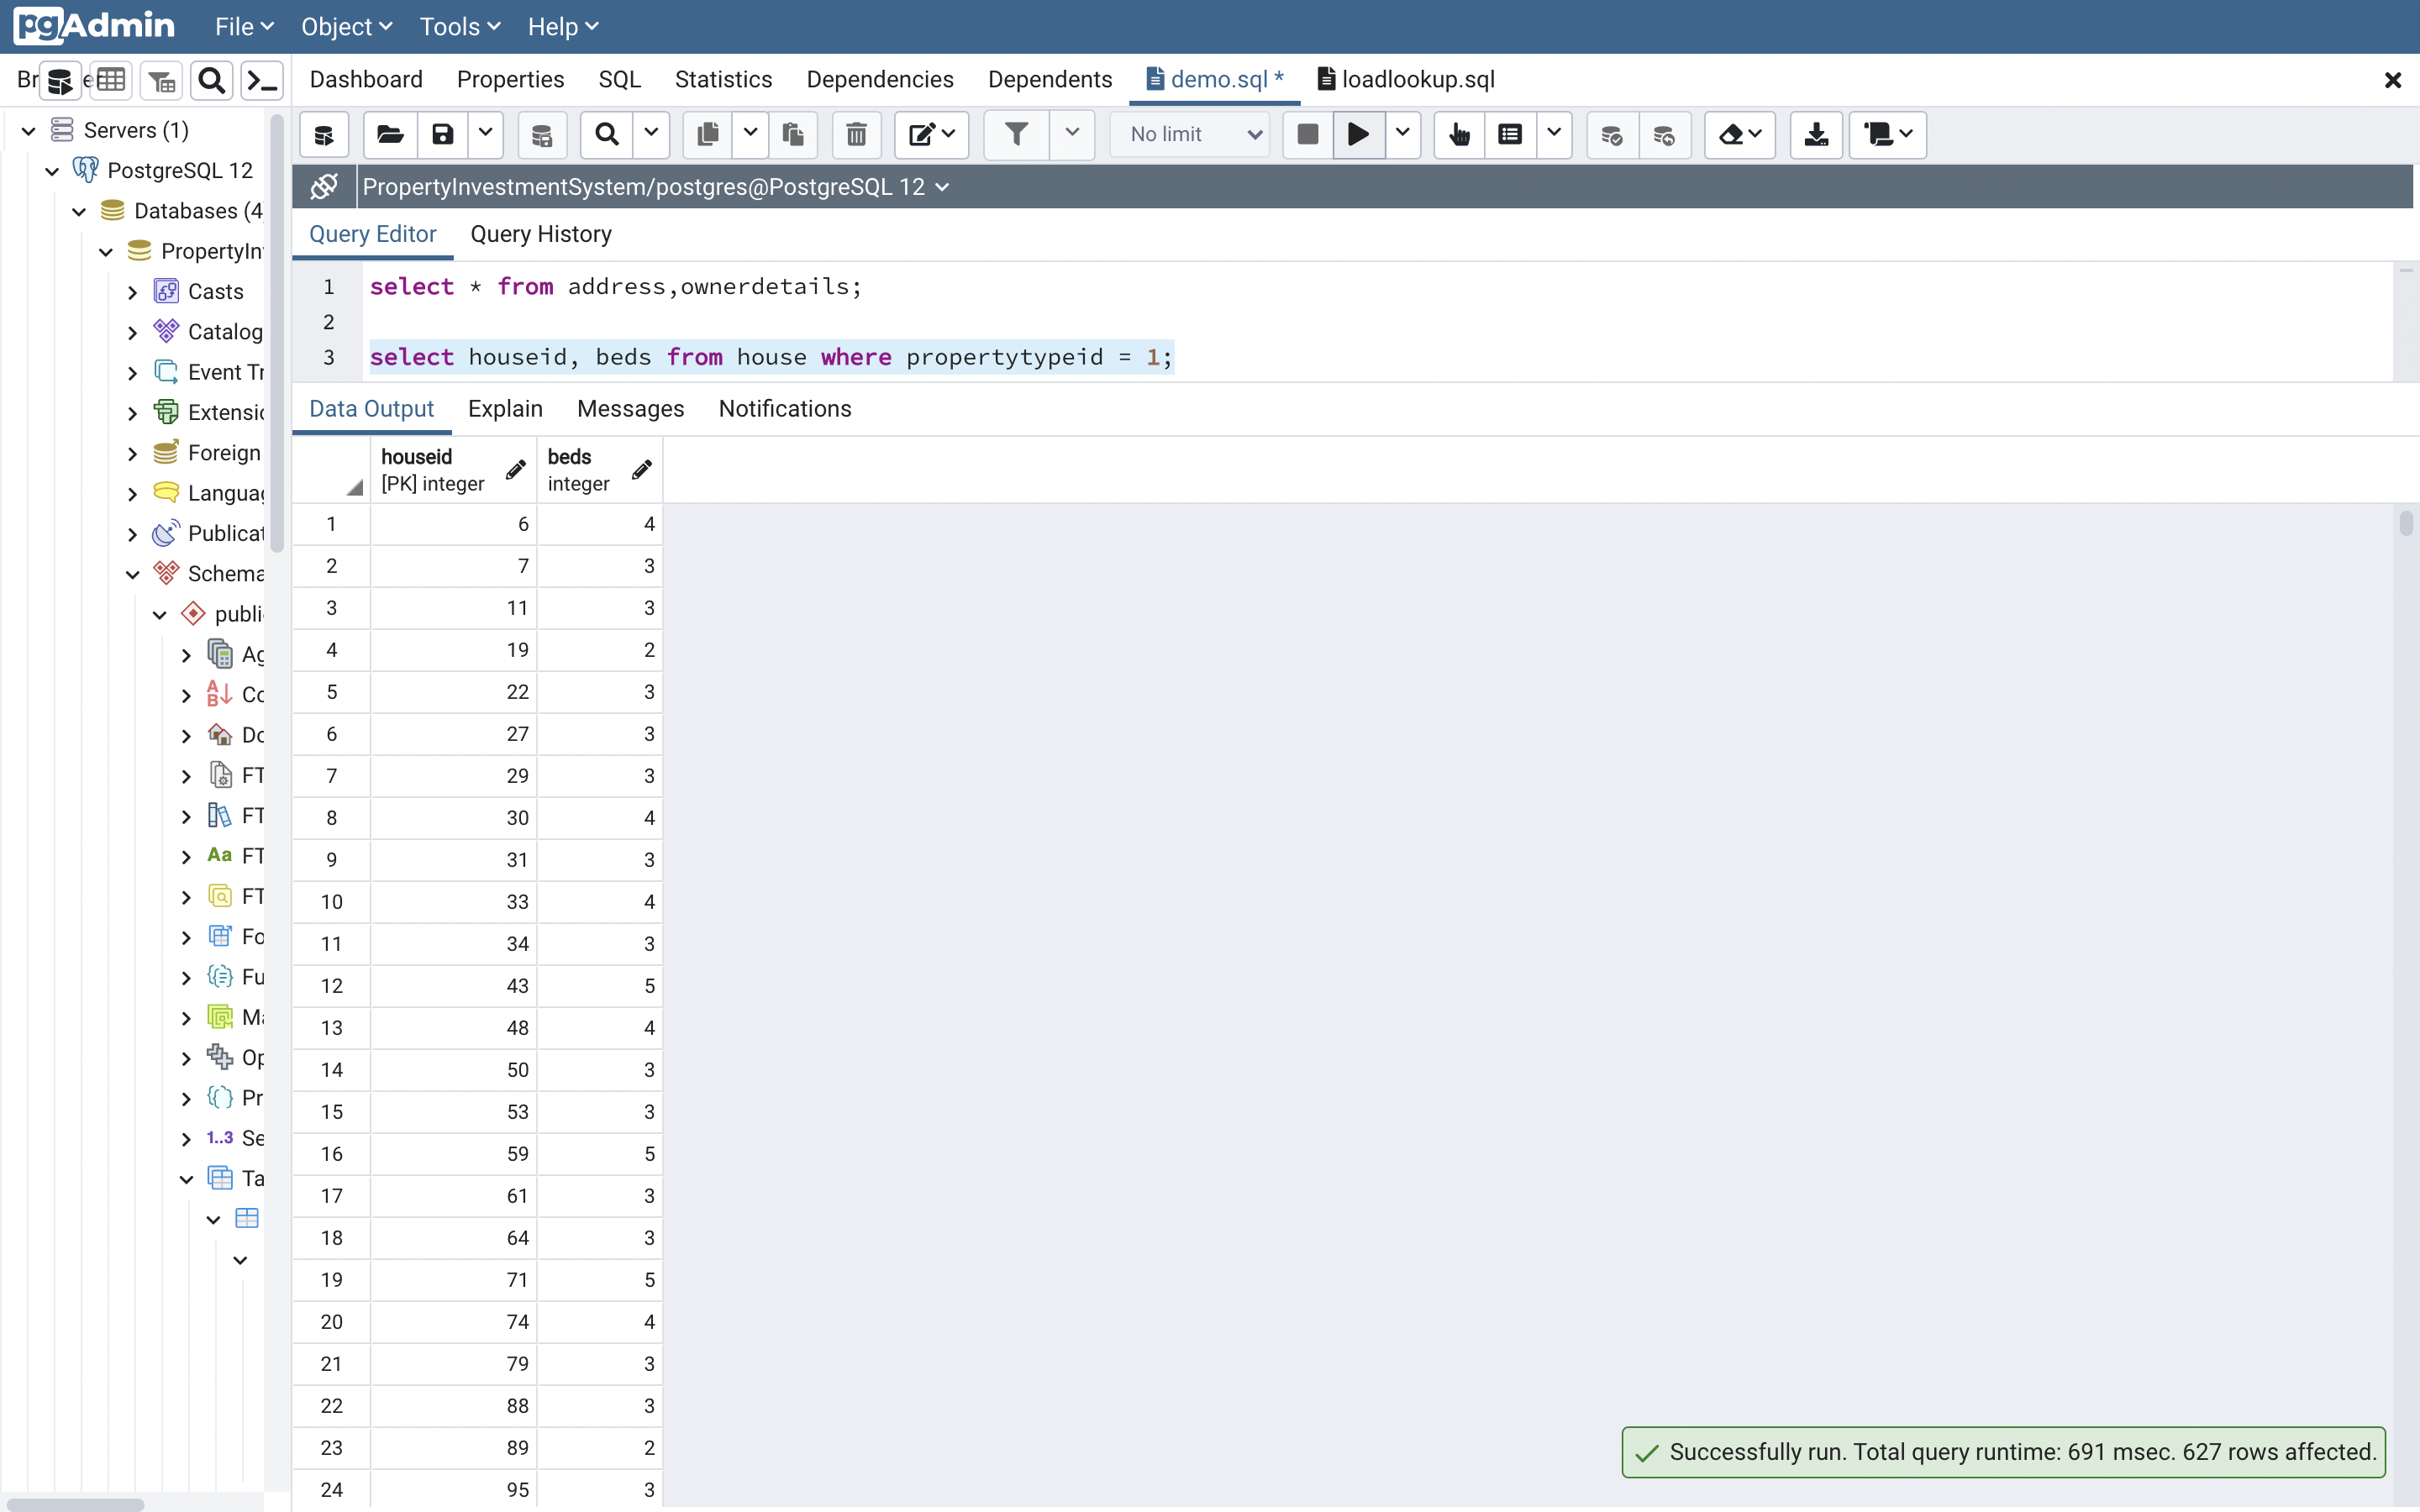 pgAdmin File Object Tools Help
Dashboard Properties SQL Statistics Dependencies Dependents demo.sql * loadlookup.sql
Servers (1)
PostgreSQL 12
Databases (4
PropertyIn
Casts
Catalog
Event Tr
Extensio
Foreign
Languag
Publicat
Schema
publi
Ag
Co
Do
FT
FT
Aa FT
FT
Fo
Fu
Ma
Op
Pr
1..3 Se
Ta
No limit
PropertyInvestmentSystem/postgres@PostgreSQL 12
Query Editor Query History
1 select * from address,ownerdetails;
2
3 select houseid, beds from house where propertytypeid = 1;
Data Output Explain Messages Notifications
houseid beds
[PK] integer integer
1 6 4
2 7 3
3 11 3
4 19 2
5 22 3
6 27 3
7 29 3
8 30 4
9 31 3
10 33 4
11 34 3
12 43 5
13 48 4
14 50 3
15 53 3
16 59 5
17 61 3
18 64 3
19 71 5
20 74 4
21 79 3
22 88 3
23 89 2
24 95 3
Successfully run. Total query runtime: 691 msec. 627 rows affected.